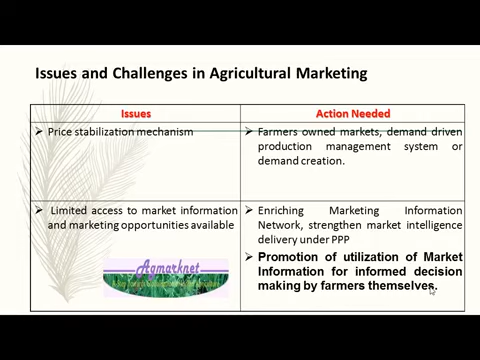 Issues and Challenges in Agricultural Marketing
Issues
Action Needed
➢ Price stabilization mechanism
➢ Farmers owned markets, demand driven
production management system or
demand creation.
➢ Limited access to market information
and marketing opportunities available
➢ Enriching Marketing Information
Network, strengthen market intelligence
delivery under PPP
➢ Promotion of utilization of Market
Information for informed decision
making by farmers themselves.
Agmarknet